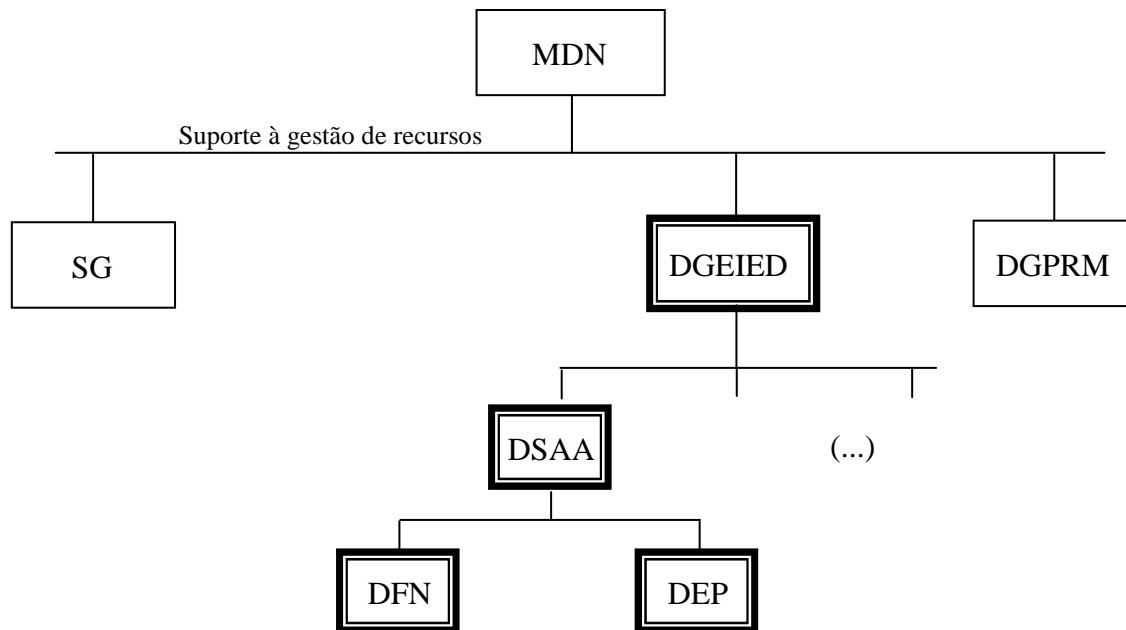 MDN
Suporte à gestão de recursos
SG
DGEIED
DGPRM
DSAA
(...)
DFN
DEP